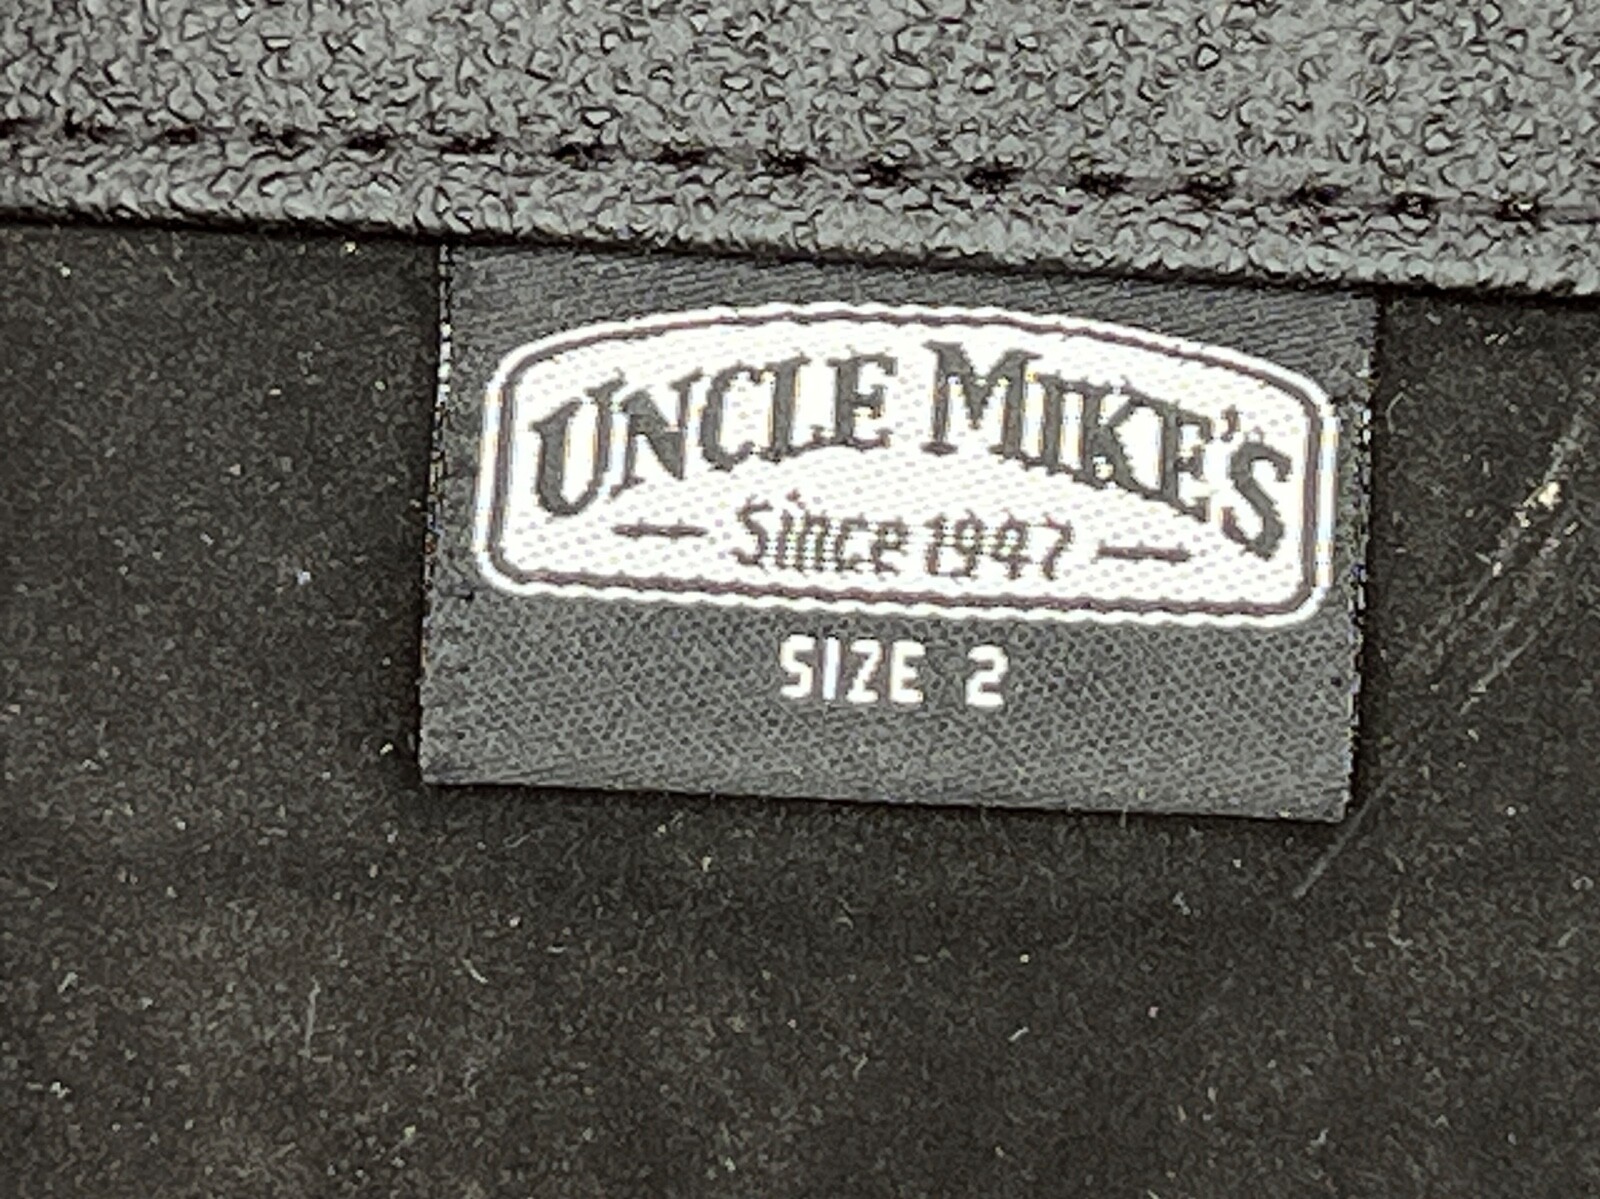 UNCLE MIKE'S
Since 1947
SIZE 2